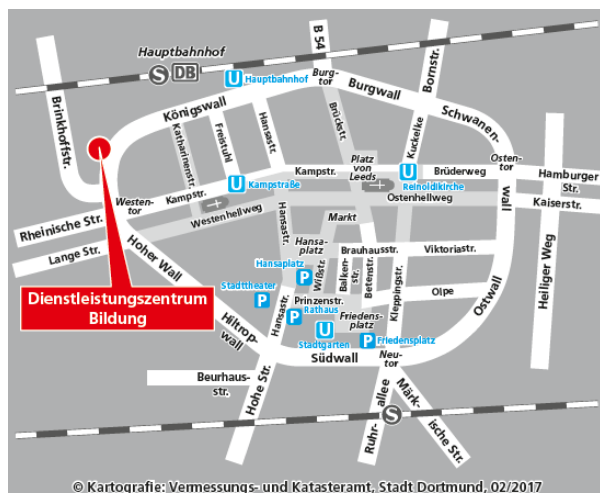 Hauptbahnhof
S DB
U Hauptbahnhof
B 54
Burg-
tor
Burgwall
Bornstr.
Schwanen-
wall
Brinkhoffstr.
Königswall
Katharinenstr.
Freistuhl
Hansastr.
Brückstr.
Kuckelke
Platz
von
Leeds
Kampstr.
Brüderweg
Osten-
tor
Hamburger
Str.
U
Kampstraße
U
Reinoldikirche
Westen-
tor
Kampstr.
Westenhellweg
Ostenhellweg
Kaiserstr.
Rheinische Str.
Lange Str.
Hoher Wall
Hansastr.
Markt
Hansa-
platz
Brauhausstr.
Viktoriastr.
Heiliger Weg
Hansaplatz
P
Wißstr.
Balken-
str.
Betenstr.
Kleppingstr.
Ostwall
Stadttheater
P
Dienstleistungszentrum
Bildung
Prinzenstr.
Olpe
Hansastr.
Rathaus
P
Friedens-
platz
U
Stadtgarten
P Friedensplatz
Hiltrop-
wall
Südwall
Neu-
tor
Beurhaus-
str.
Hohe Str.
Ruhr-
allee
Märk-
ische Str.
S
© Kartografie: Vermessungs- und Katasteramt, Stadt Dortmund, 02/2017